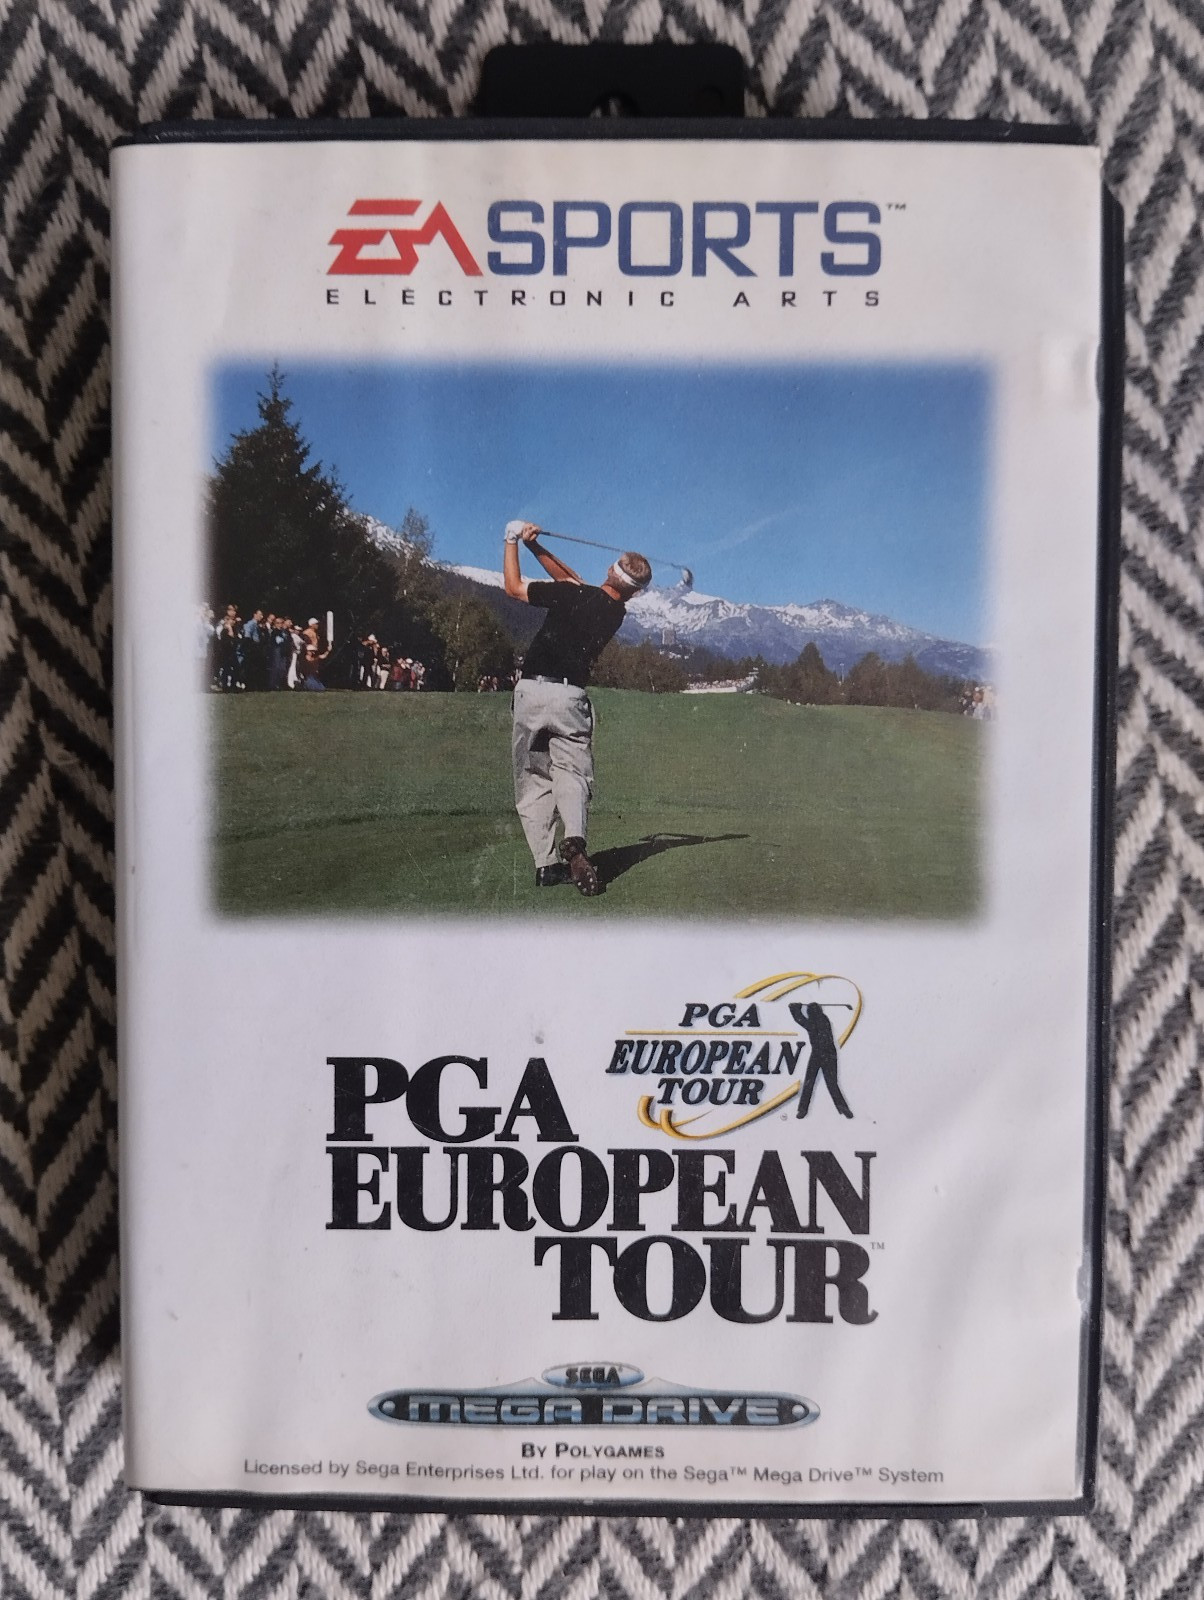 EA SPORTS™
ELECTRONIC ARTS
PGA
EUROPEAN
TOUR
®
PGA
EUROPEAN
TOUR™
SEGA
MEGA DRIVE
BY POLYGAMES
Licensed by Sega Enterprises Ltd. for play on the Sega™ Mega Drive™ System